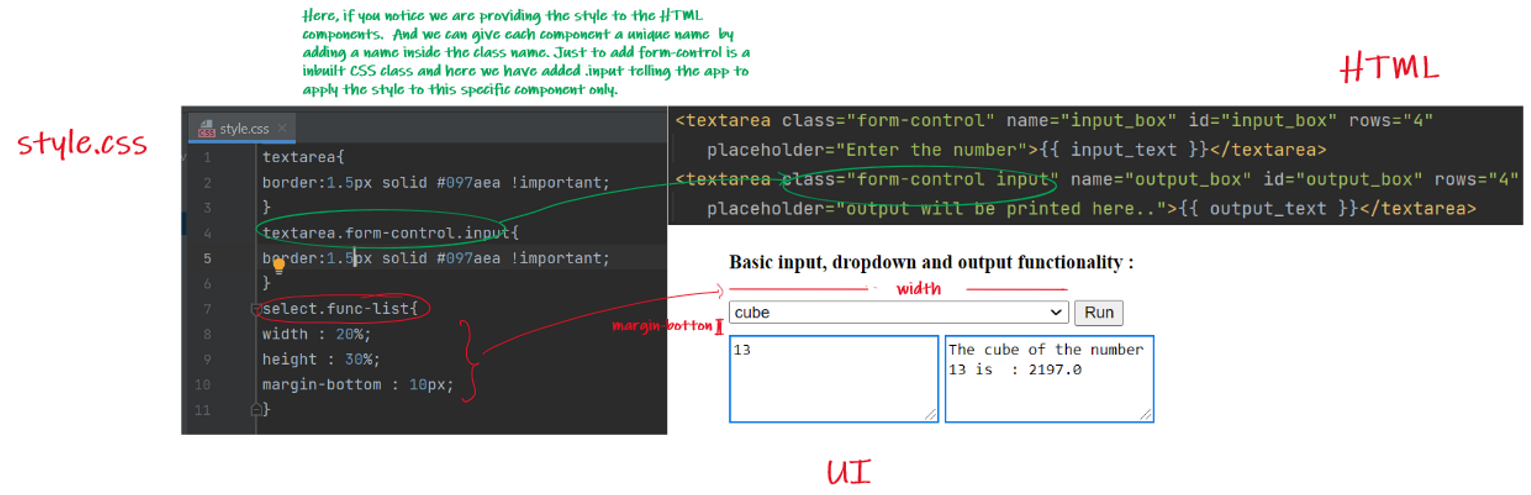 Here, if you notice we are providing the style to the HTML
components. And we can give each component a unique name by
adding a name inside the class name. Just to add form-control is a
inbuilt CSS class and here we have added .input telling the app to
apply the style to this specific component only.
HTML
style.css
style.css
1 textarea{
2 border:1.5px solid #097aea !important;
3 }
4 textarea.form-control.input{
5 border:1.5px solid #097aea !important;
6 }
7 select.func-list{
8 width : 20%;
9 height : 30%;
10 margin-bottom : 10px;
11 }
<textarea class="form-control" name="input_box" id="input_box" rows="4"
placeholder="Enter the number">{{ input_text }}</textarea>
<textarea class="form-control input" name="output_box" id="output_box" rows="4"
placeholder="output will be printed here..">{{ output_text }}</textarea>
Basic input, dropdown and output functionality :
width
cube
Run
margin-botton
13
The cube of the number
13 is  : 2197.0
UI